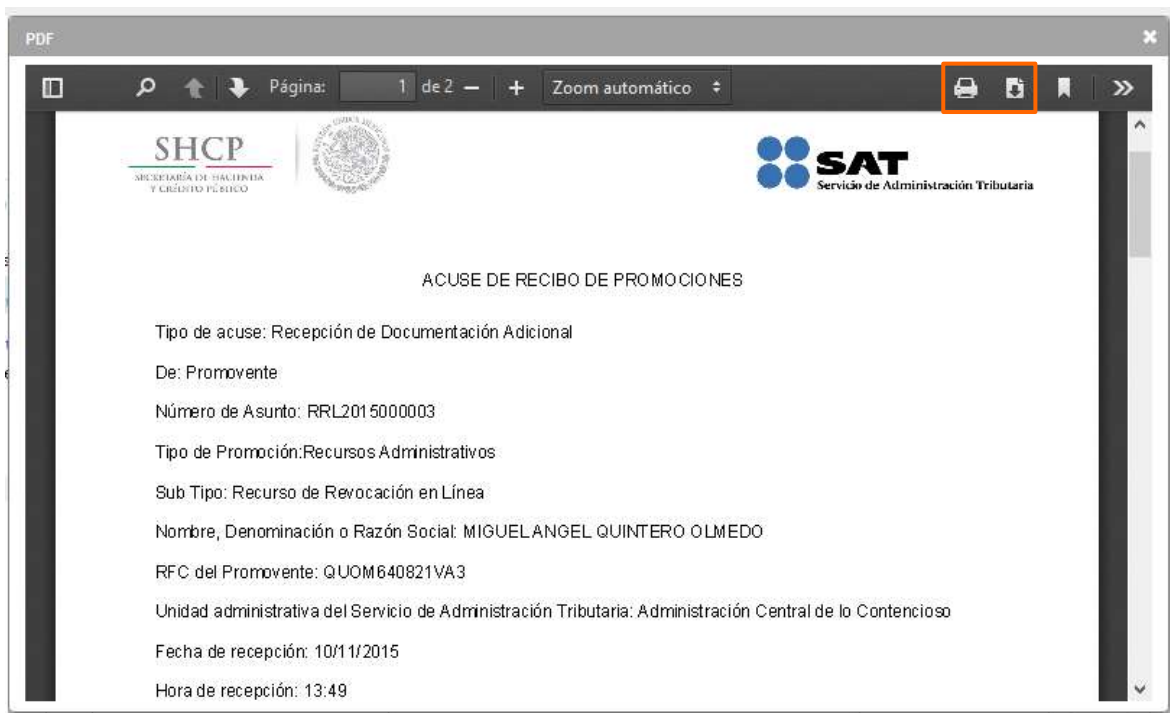 PDF
Página: 1 de 2 Zoom automático
SHCP
SECRETARÍA DE HACIENDA
Y CRÉDITO PÚBLICO
SAT
Servicio de Administración Tributaria
ACUSE DE RECIBO DE PROMOCIONES
Tipo de acuse: Recepción de Documentación Adicional
De: Promovente
Número de Asunto: RRL2015000003
Tipo de Promoción:Recursos Administrativos
Sub Tipo: Recurso de Revocación en Línea
Nombre, Denominación o Razón Social: MIGUEL ANGEL QUINTERO OLMEDO
RFC del Promovente: QUOM640821VA3
Unidad administrativa del Servicio de Administración Tributaria: Administración Central de lo Contencioso
Fecha de recepción: 10/11/2015
Hora de recepción: 13:49